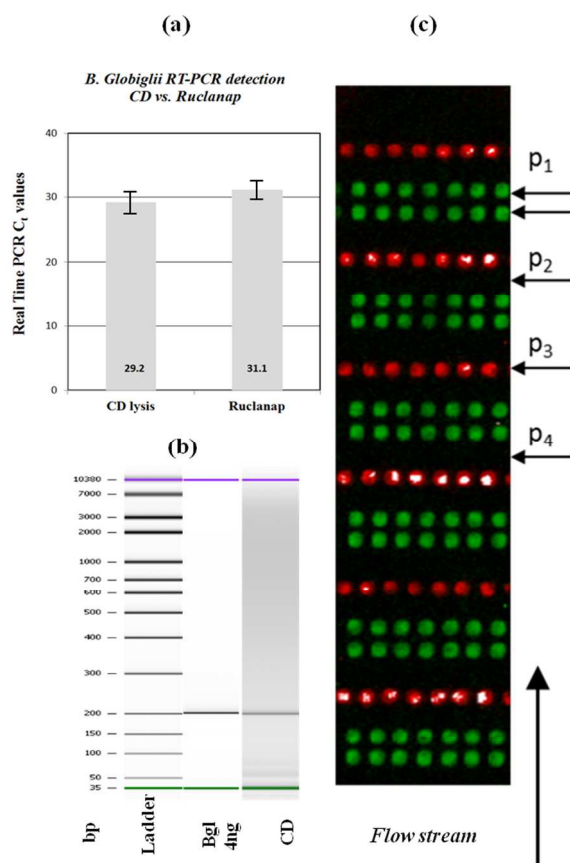 (a)
B. Globiglii RT-PCR detection
CD vs. Ruclanap
Real Time PCR Ct values
40
30
20
10
0
29.2
31.1
CD lysis
Ruclanap
(b)
10380
7000
3000
2000
1000
700
600
500
400
300
200
150
100
50
35
bp
Ladder
Bgl
4ng
CD
(c)
p1
p2
p3
p4
Flow stream